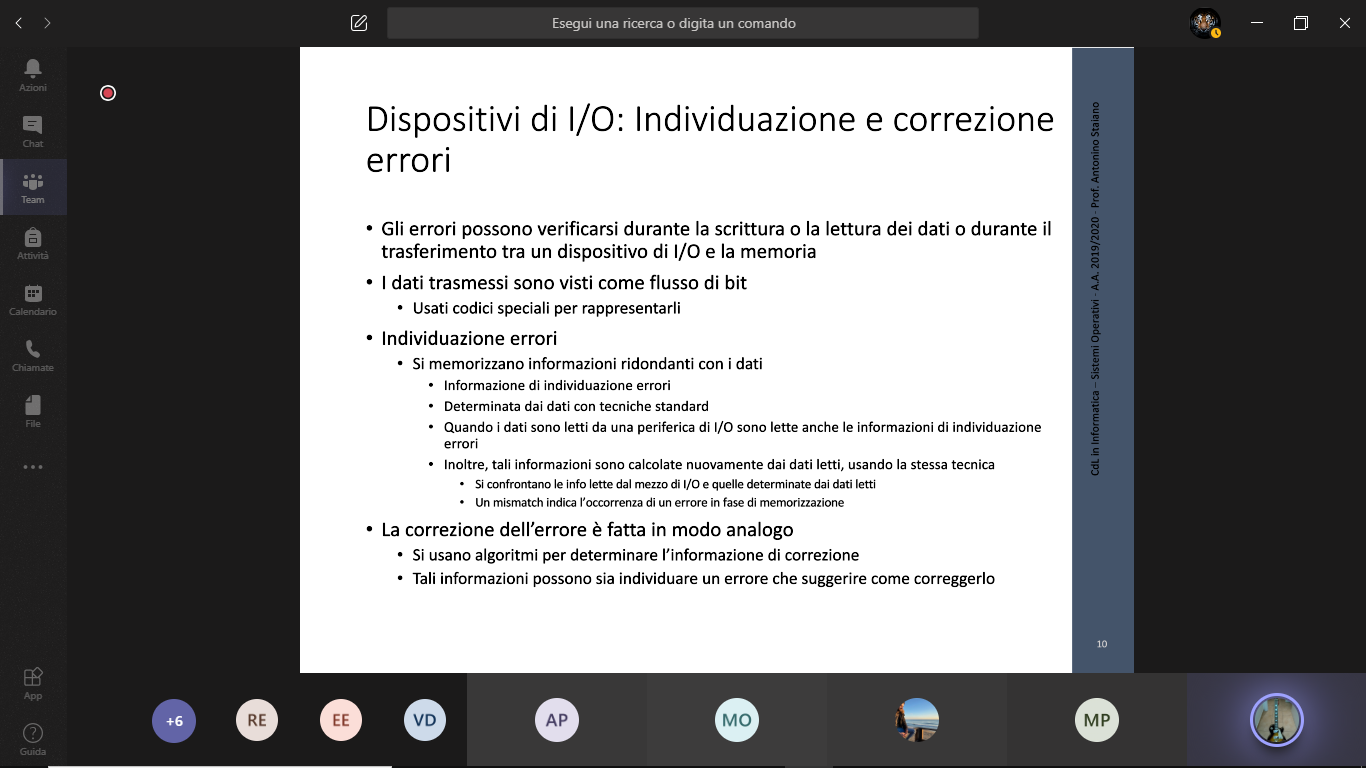 Esegui una ricerca o digita un comando
Azioni
Chat
Team
Attività
Calendario
Chiamate
File
App
Guida
Dispositivi di I/O: Individuazione e correzione
errori
• Gli errori possono verificarsi durante la scrittura o la lettura dei dati o durante il
trasferimento tra un dispositivo di I/O e la memoria
• I dati trasmessi sono visti come flusso di bit
• Usati codici speciali per rappresentarli
• Individuazione errori
• Si memorizzano informazioni ridondanti con i dati
• Informazione di individuazione errori
• Determinata dai dati con tecniche standard
• Quando i dati sono letti da una periferica di I/O sono lette anche le informazioni di individuazione
errori
• Inoltre, tali informazioni sono calcolate nuovamente dai dati letti, usando la stessa tecnica
• Si confrontano le info lette dal mezzo di I/O e quelle determinate dai dati letti
• Un mismatch indica l’occorrenza di un errore in fase di memorizzazione
• La correzione dell’errore è fatta in modo analogo
• Si usano algoritmi per determinare l’informazione di correzione
• Tali informazioni possono sia individuare un errore che suggerire come correggerlo
CdL in Informatica – Sistemi Operativi - A.A. 2019/2020 - Prof. Antonino Staiano
10
+6
RE
EE
VD
AP
MO
MP